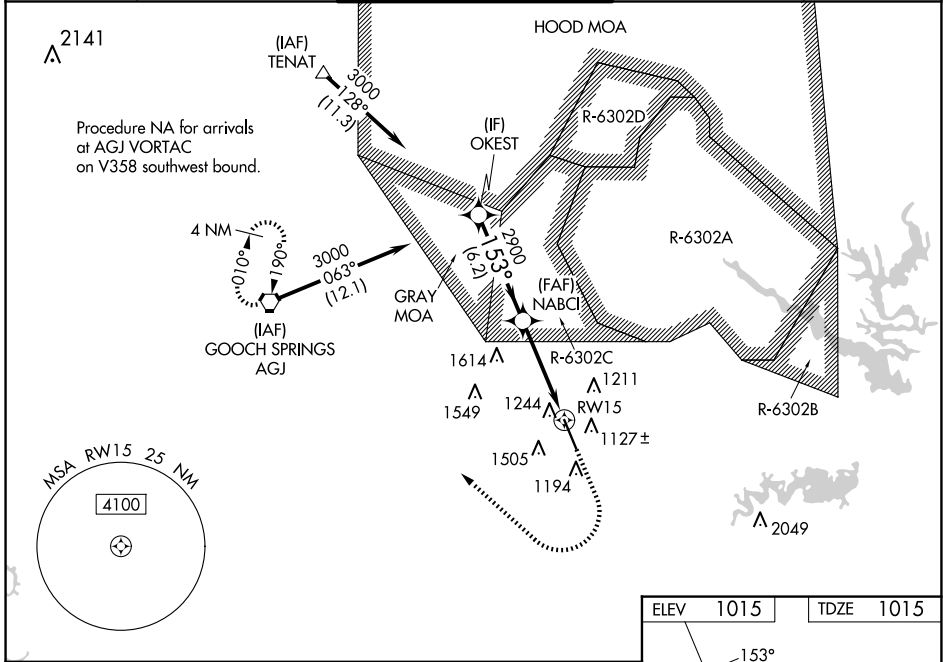 HOOD MOA
2141
(IAF)
TENAT
3000
128°
(11.3)
R-6302D
Procedure NA for arrivals
at AGJ VORTAC
on V358 southwest bound.
(IF)
OKEST
4 NM
010°
190°
3000
063°
(12.1)
2900
153°
(6.2)
R-6302A
(FAF)
NABCI
GRAY
MOA
(IAF)
GOOCH SPRINGS
AGJ
1614
R-6302C
1211
1549
1244
RW15
R-6302B
1127±
1505
1194
MSA RW15 25 NM
4100
2049
ELEV 1015
TDZE 1015
153°